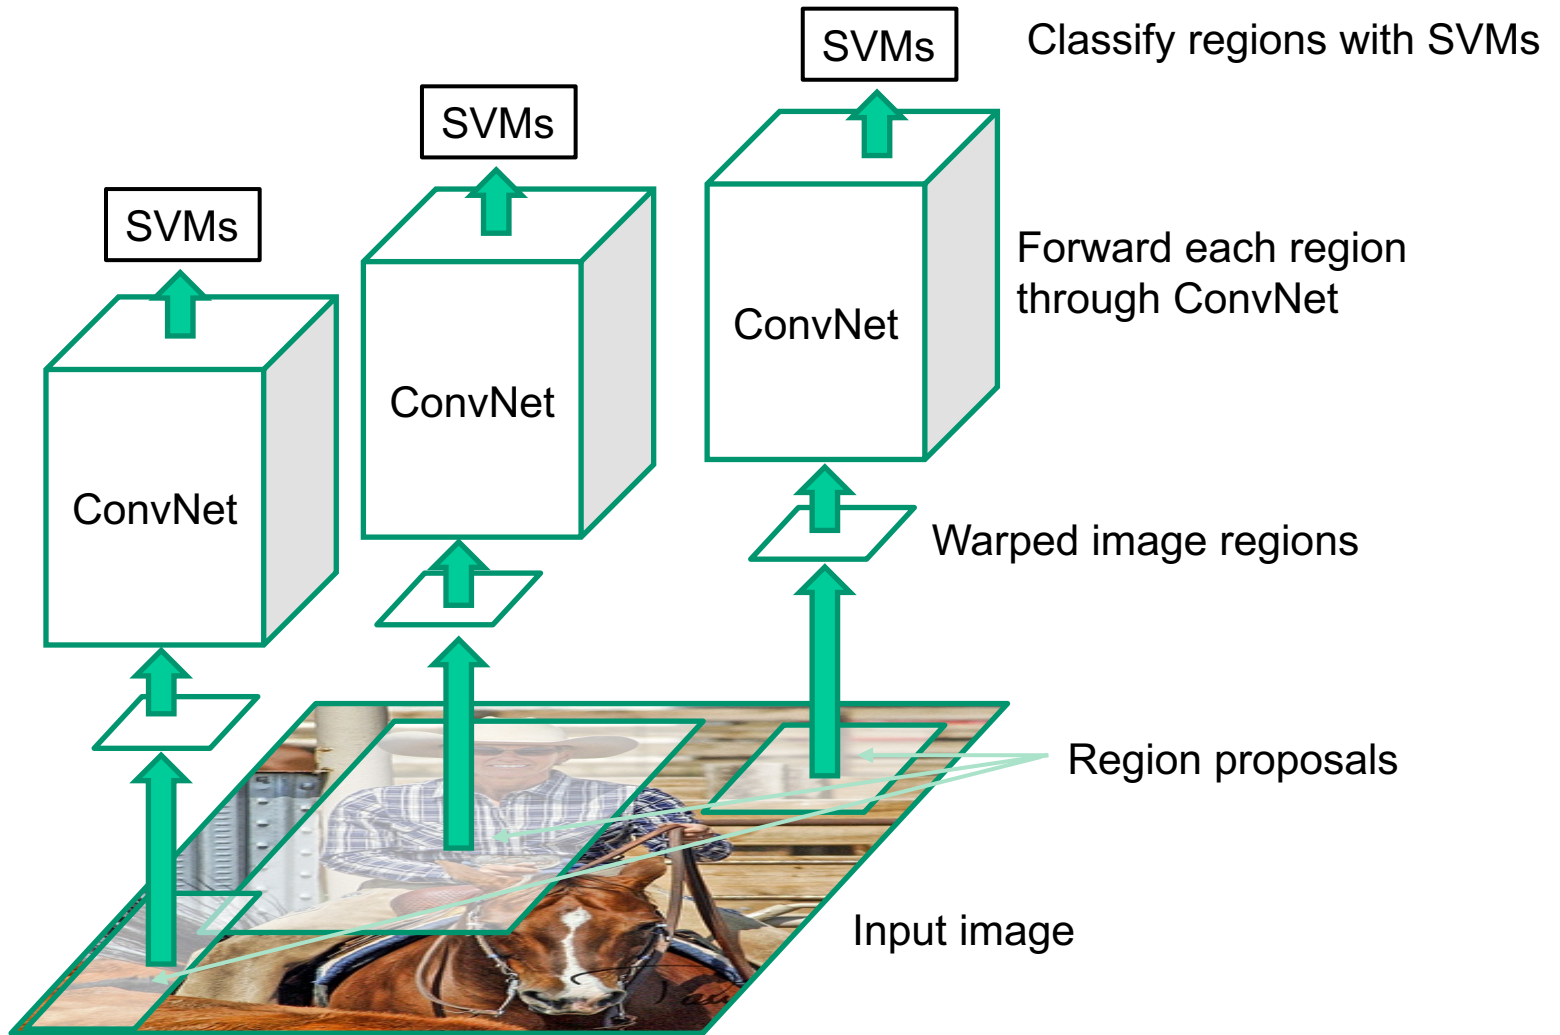 SVMs
Classify regions with SVMs
SVMs
SVMs
Forward each region
through ConvNet
ConvNet
ConvNet
ConvNet
Warped image regions
Region proposals
Input image